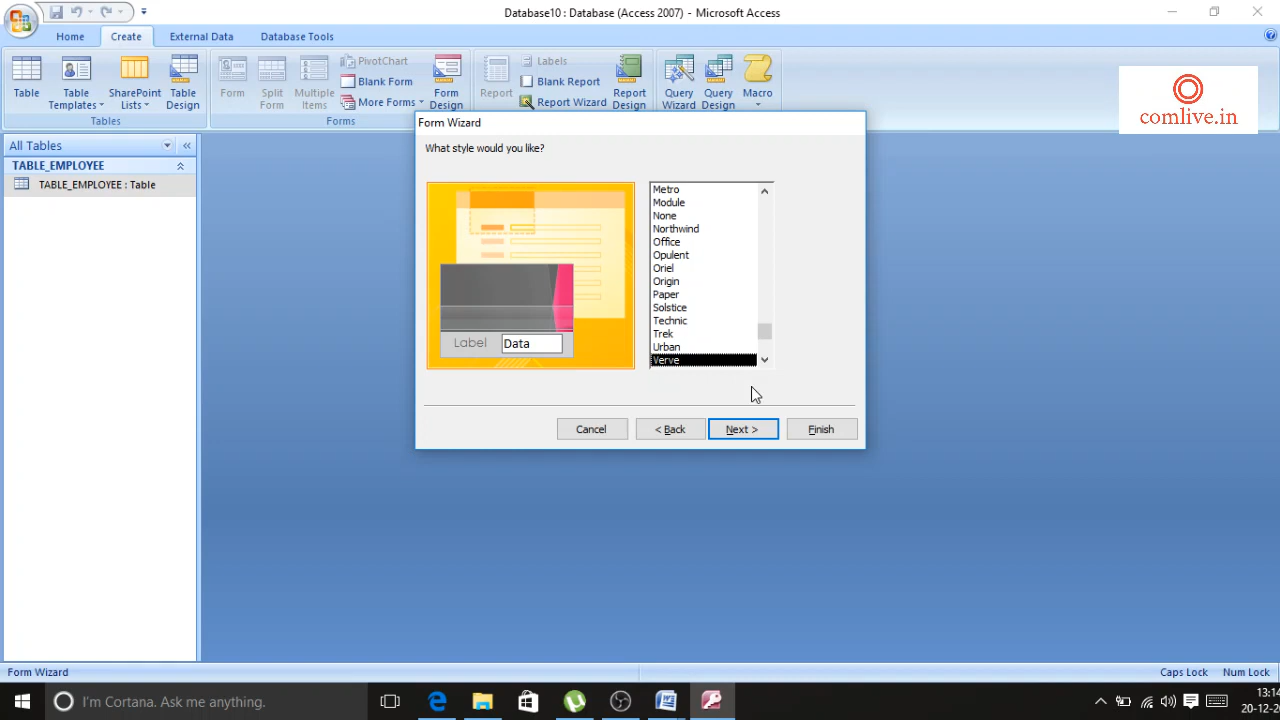 Database10 : Database (Access 2007) - Microsoft Access
Home Create External Data Database Tools
Table
Table Templates
SharePoint Lists
Table Design
Tables
Form
Split Form
Multiple Items
PivotChart
Blank Form
More Forms
Form Design
Forms
Report
Labels
Blank Report
Report Wizard
Report Design
Query Wizard
Query Design
Macro
comlive.in
All Tables
TABLE_EMPLOYEE
TABLE_EMPLOYEE : Table
Form Wizard
What style would you like?
Label Data
Metro
Module
None
Northwind
Office
Opulent
Oriel
Origin
Paper
Solstice
Technic
Trek
Urban
Verve
Cancel < Back Next > Finish
Form Wizard Caps Lock Num Lock
I'm Cortana. Ask me anything.
13:14